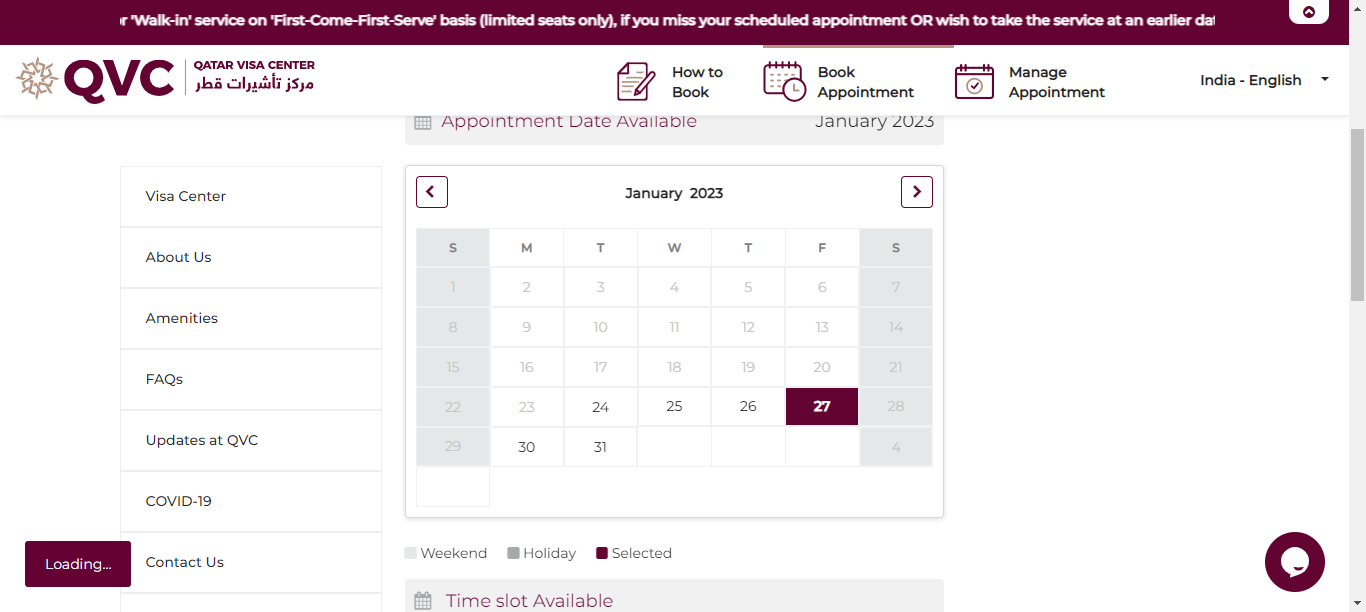 'Walk-in' service on 'First-Come-First-Serve' basis (limited seats only), if you miss your scheduled appointment OR wish to take the service at an earlier
QVC
QATAR VISA CENTER
مركز تأشيرات قطر
How to
Book
Book
Appointment
Manage
Appointment
India - English
Appointment Date Available January 2023
Visa Center
About Us
Amenities
FAQs
Updates at QVC
COVID-19
Contact Us
January 2023
S M T W T F S
1 2 3 4 5 6 7
8 9 10 11 12 13 14
15 16 17 18 19 20 21
22 23 24 25 26 27 28
29 30 31 4
Weekend Holiday Selected
Time slot Available
Loading...